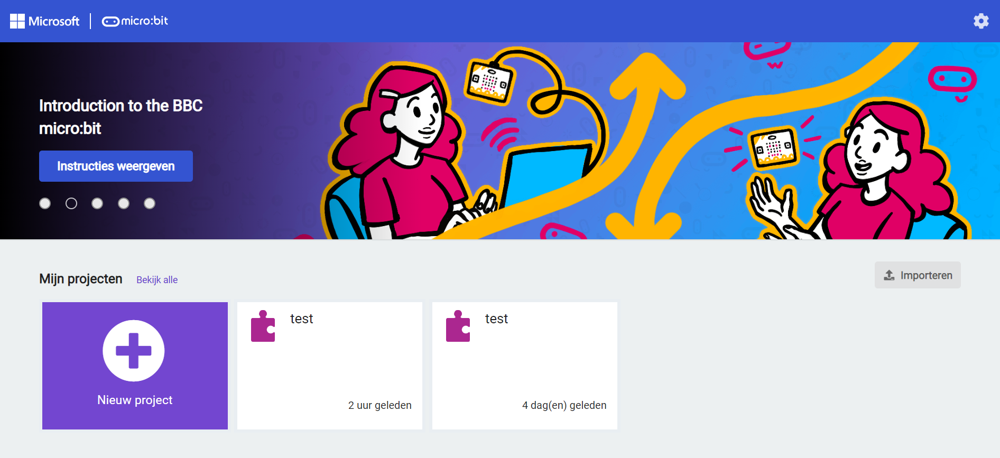 Microsoft
micro:bit
Introduction to the BBC
micro:bit
Instructies weergeven
Mijn projecten
Bekijk alle
Importeren
Nieuw project
test
2 uur geleden
test
4 dag(en) geleden